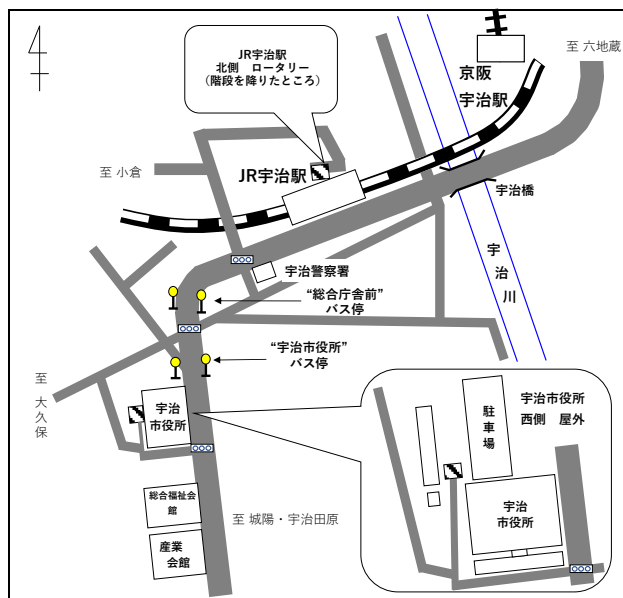 JR宇治駅
北側　ロータリー
（階段を降りたところ）
至 六地蔵
京阪
宇治駅
至 小倉
JR宇治駅
宇治橋
宇治川
宇治警察署
“総合庁舎前”
バス停
“宇治市役所”
バス停
至 大久保
宇治
市役所
総合福祉会
館
産業
会館
至 城陽・宇治田原
駐車場
宇治市役所
西側　屋外
宇治
市役所